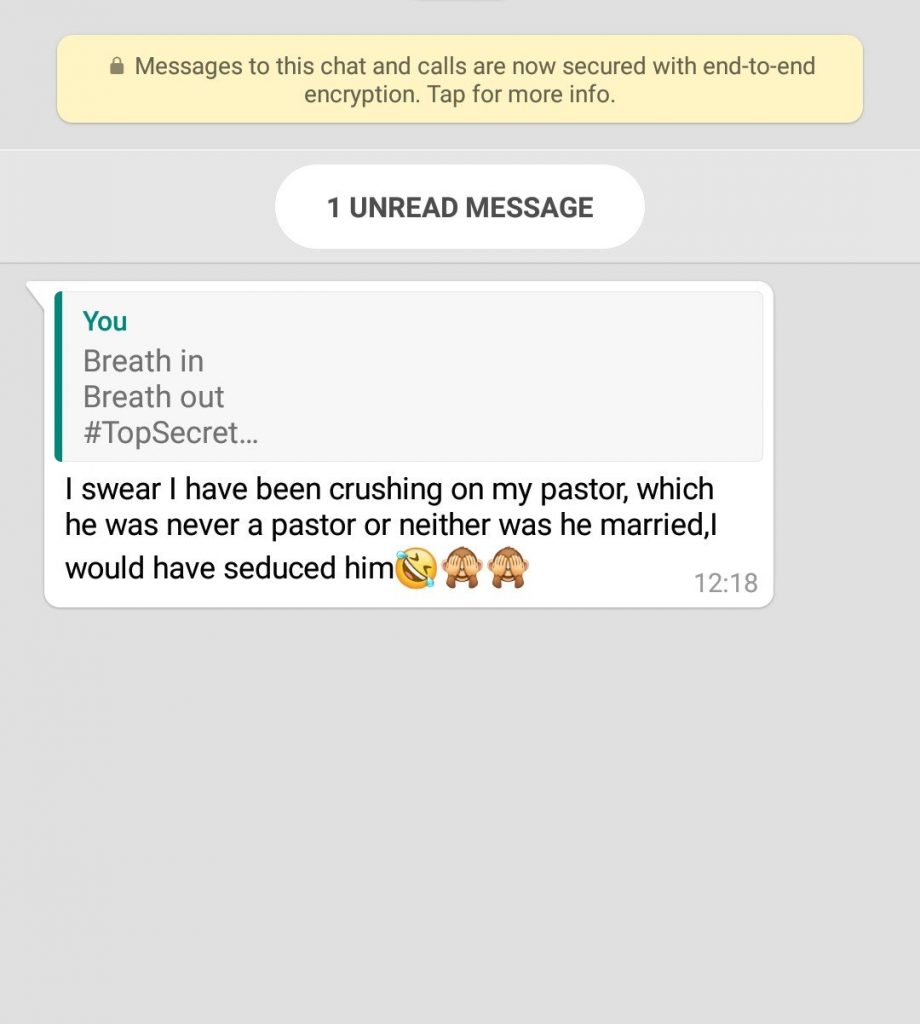 Messages to this chat and calls are now secured with end-to-end
encryption. Tap for more info.
1 UNREAD MESSAGE
You
Breath in
Breath out
#TopSecret...
I swear I have been crushing on my pastor, which
he was never a pastor or neither was he married,I
would have seduced him🤣🙈🙈
12:18